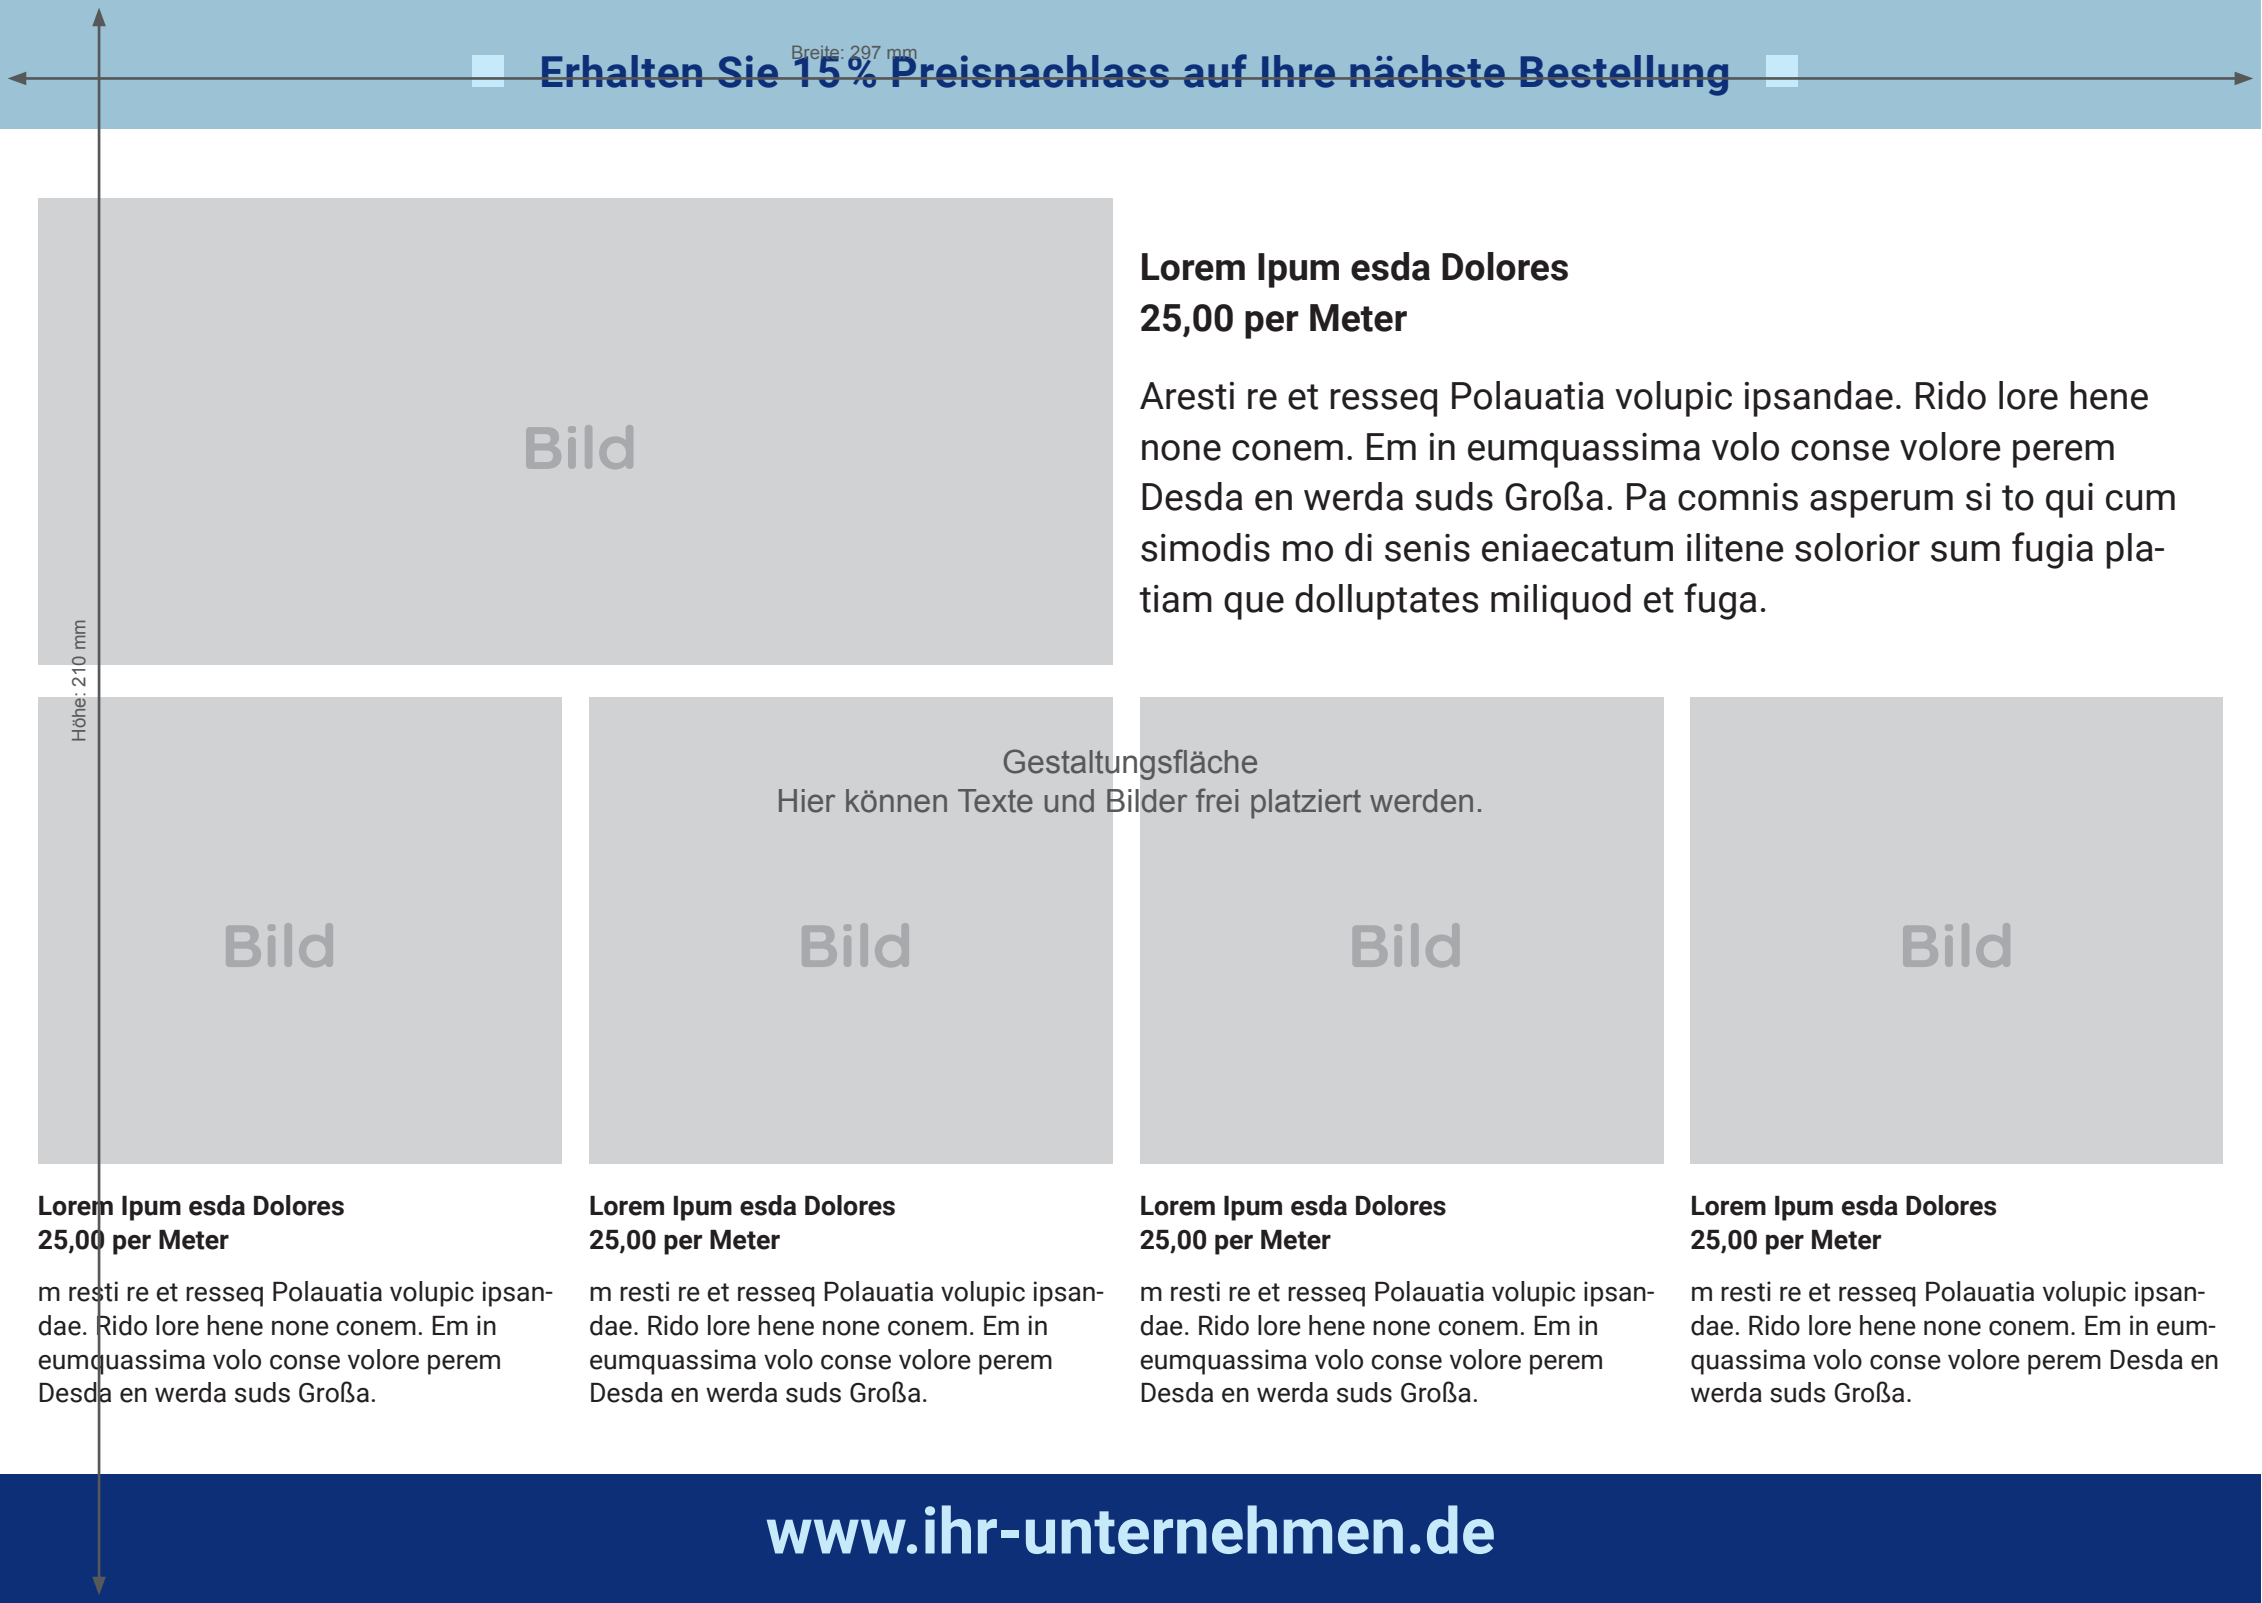 Breite: 297 mm
Erhalten Sie 15 % Preisnachlass auf Ihre nächste Bestellung
Bild
Lorem Ipum esda Dolores
25,00 per Meter
Aresti re et resseq Polauatia volupic ipsandae. Rido lore hene
none conem. Em in eumquassima volo conse volore perem
Desda en werda suds Großa. Pa comnis asperum si to qui cum
simodis mo di senis eniaecatum ilitene solorior sum fugia pla-
tiam que dolluptates miliquod et fuga.
Höhe: 210 mm
Gestaltungsfläche
Hier können Texte und Bilder frei platziert werden.
Bild
Bild
Bild
Bild
Lorem Ipum esda Dolores
25,00 per Meter
m resti re et resseq Polauatia volupic ipsan-
dae. Rido lore hene none conem. Em in
eumquassima volo conse volore perem
Desda en werda suds Großa.
Lorem Ipum esda Dolores
25,00 per Meter
m resti re et resseq Polauatia volupic ipsan-
dae. Rido lore hene none conem. Em in
eumquassima volo conse volore perem
Desda en werda suds Großa.
Lorem Ipum esda Dolores
25,00 per Meter
m resti re et resseq Polauatia volupic ipsan-
dae. Rido lore hene none conem. Em in
eumquassima volo conse volore perem
Desda en werda suds Großa.
Lorem Ipum esda Dolores
25,00 per Meter
m resti re et resseq Polauatia volupic ipsan-
dae. Rido lore hene none conem. Em in eum-
quassima volo conse volore perem Desda en
werda suds Großa.
www.ihr-unternehmen.de